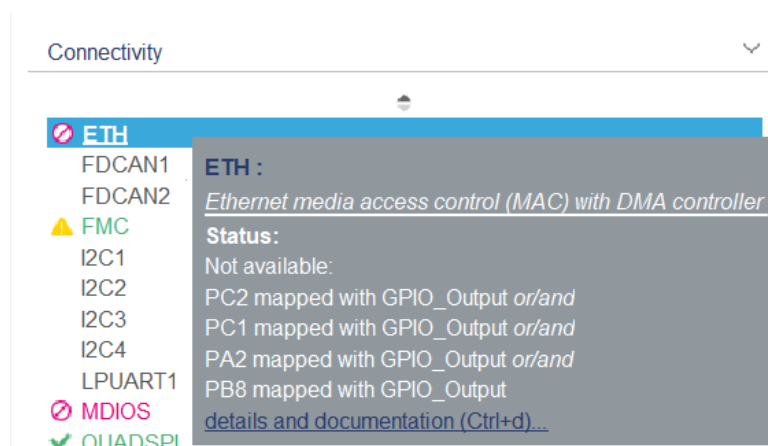 Connectivity
ETH
FDCAN1
FDCAN2
FMC
I2C1
I2C2
I2C3
I2C4
LPUART1
MDIOS
QUADSPI
ETH :
Ethernet media access control (MAC) with DMA controller
Status:
Not available:
PC2 mapped with GPIO_Output or/and
PC1 mapped with GPIO_Output or/and
PA2 mapped with GPIO_Output or/and
PB8 mapped with GPIO_Output
details and documentation (Ctrl+d)...